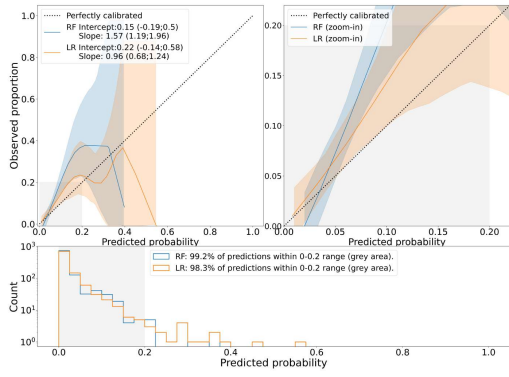 Perfectly calibrated
RF Intercept:0.15 (-0.19;0.5)
Slope: 1.57 (1.19;1.96)
LR Intercept:0.22 (-0.14;0.58)
Slope: 0.96 (0.68;1.24)
Observed proportion
1.0
0.8
0.6
0.4
0.2
0.0
0.0 0.2 0.4 0.6 0.8 1.0
Predicted probability
Perfectly calibrated
RF (zoom-in)
LR (zoom-in)
0.20
0.15
0.10
0.05
0.00
0.00 0.05 0.10 0.15 0.20
Predicted probability
RF: 99.2% of predictions within 0-0.2 range (grey area).
LR: 98.3% of predictions within 0-0.2 range (grey area).
Count
10³
10²
10¹
10⁰
0.0 0.2 0.4 0.6 0.8 1.0
Predicted probability